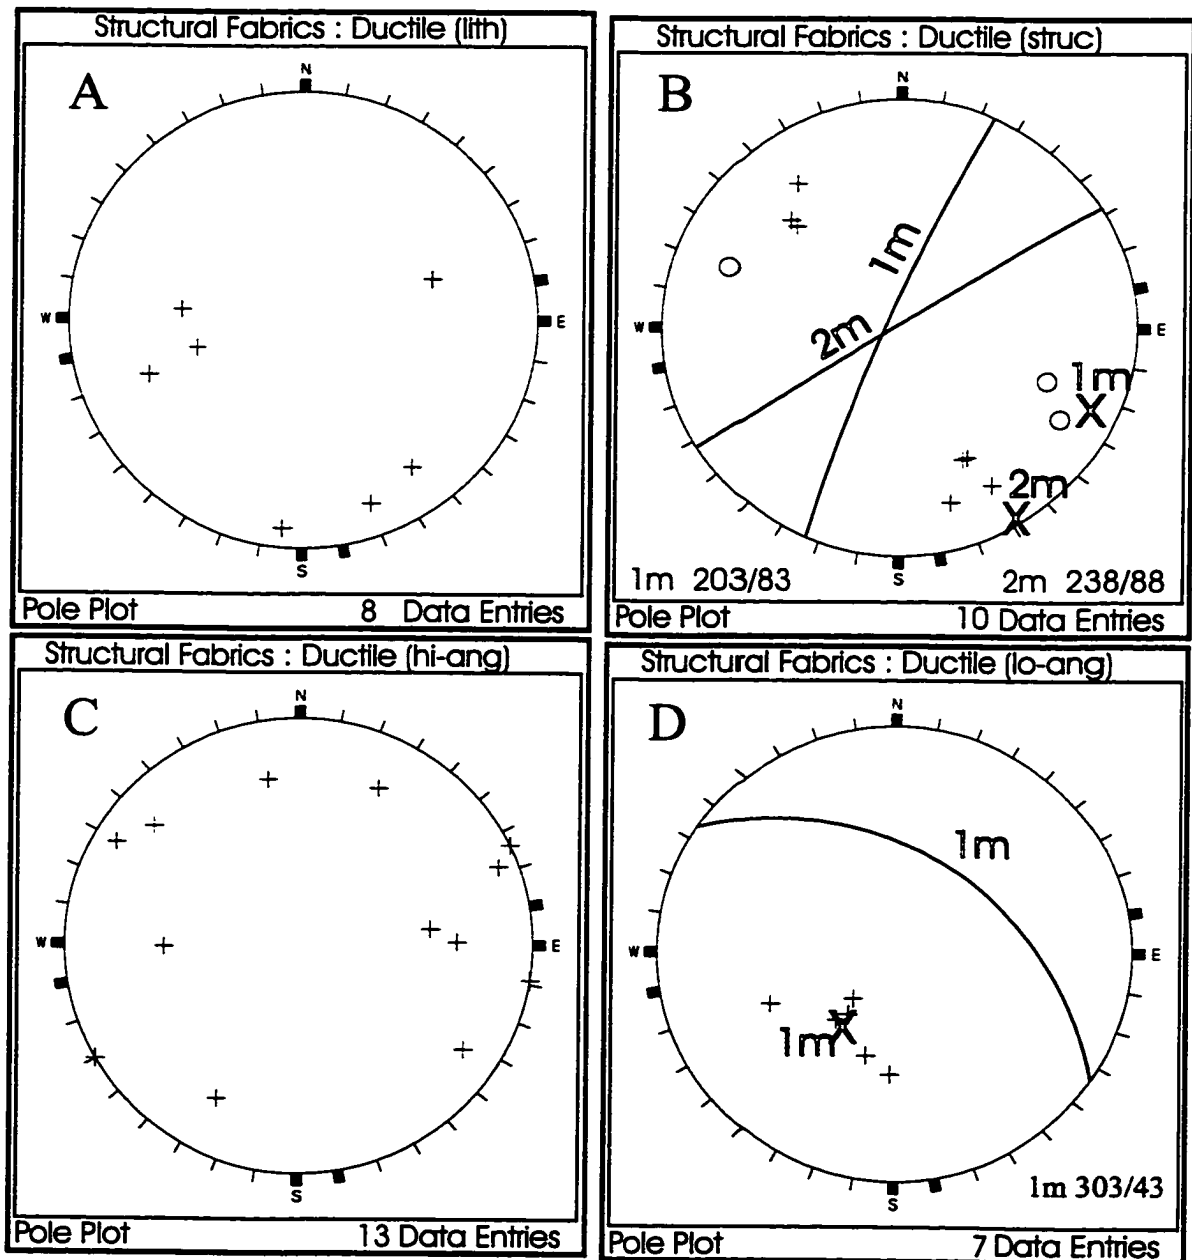 Structural Fabrics : Ductile (lith)
A
N
W
E
S
Pole Plot 8 Data Entries
Structural Fabrics : Ductile (struc)
B
N
1m
2m
W
E
1m
2m
S
1m 203/83 2m 238/88
Pole Plot 10 Data Entries
Structural Fabrics : Ductile (hi-ang)
C
N
W
E
S
Pole Plot 13 Data Entries
Structural Fabrics : Ductile (lo-ang)
D
N
1m
W
E
1m
S
1m 303/43
Pole Plot 7 Data Entries